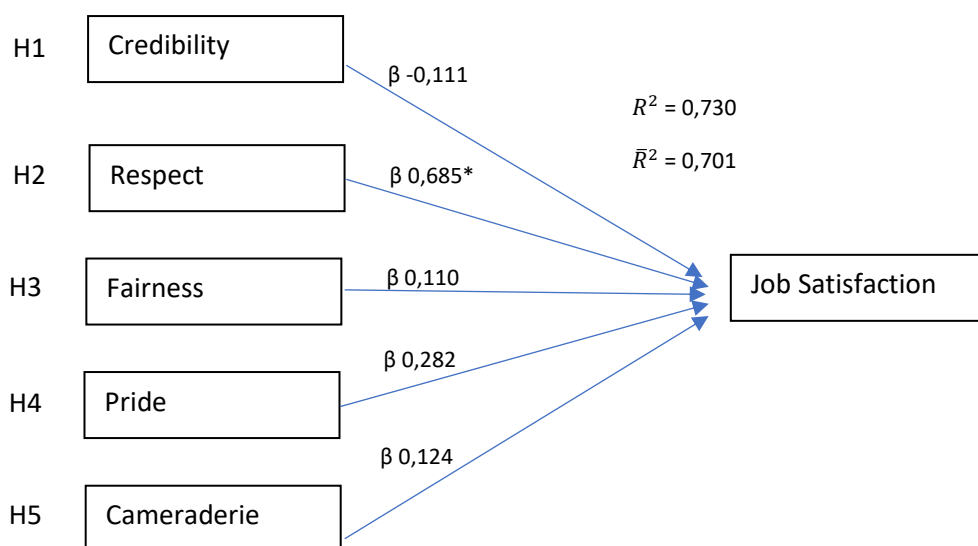 H1 Credibility
β -0,111
R² = 0,730
R̄² = 0,701
H2 Respect
β 0,685*
H3 Fairness
β 0,110
Job Satisfaction
β 0,282
H4 Pride
β 0,124
H5 Cameraderie